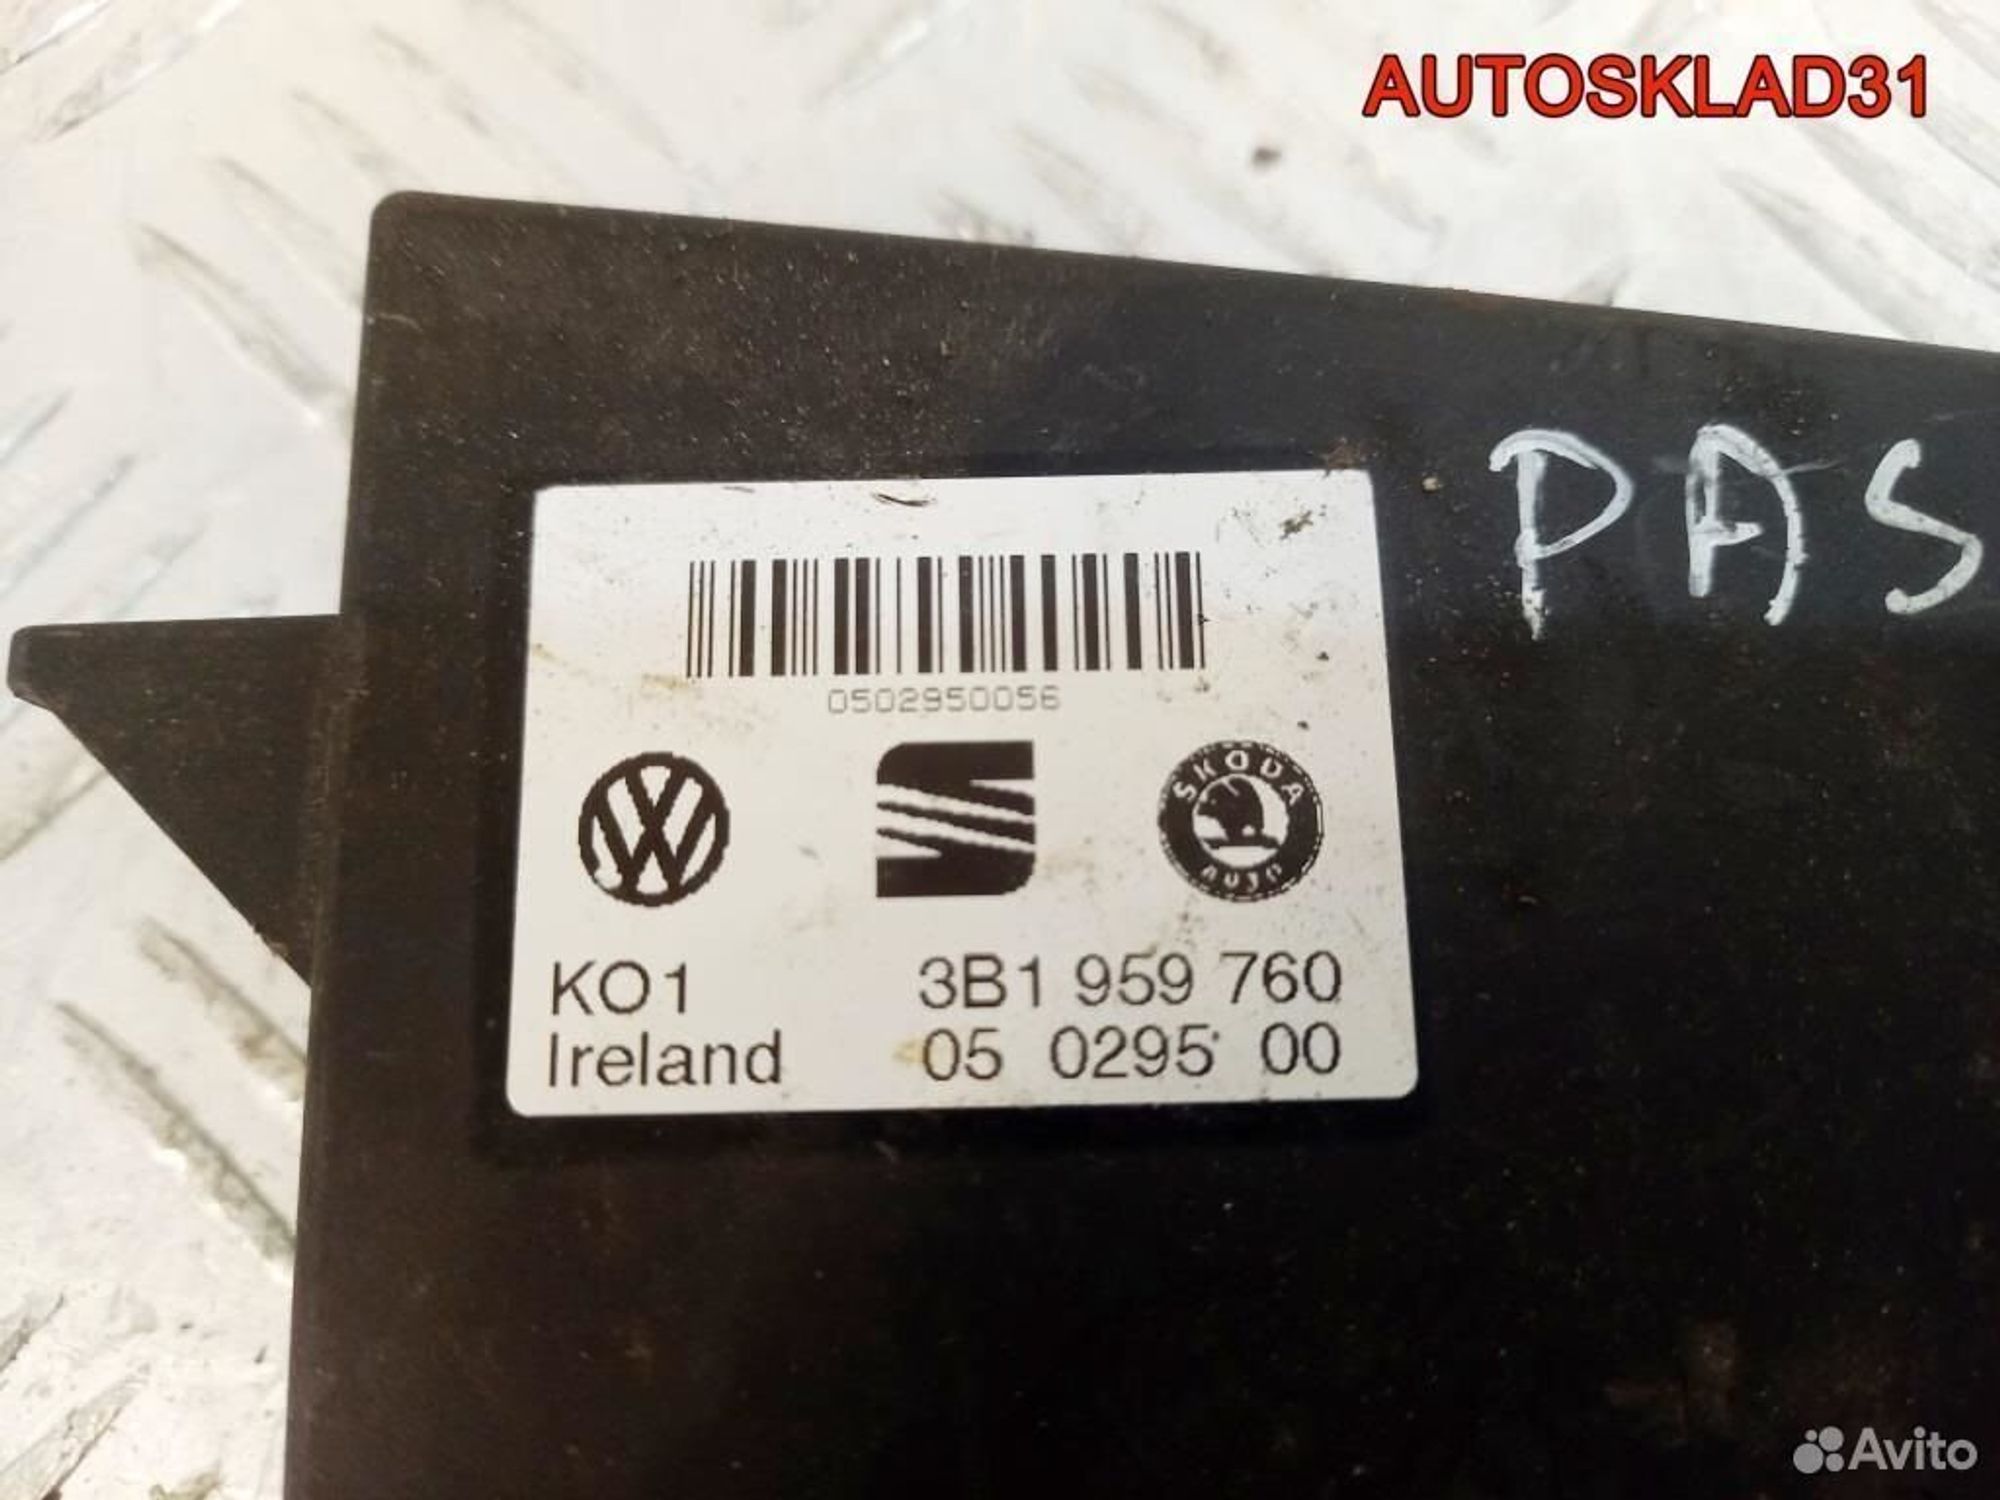 AUTOSKLAD31
PAS
0502950056
SKODA
AUTO
KO1 3B1 959 760
Ireland 05 0295 00
Avito